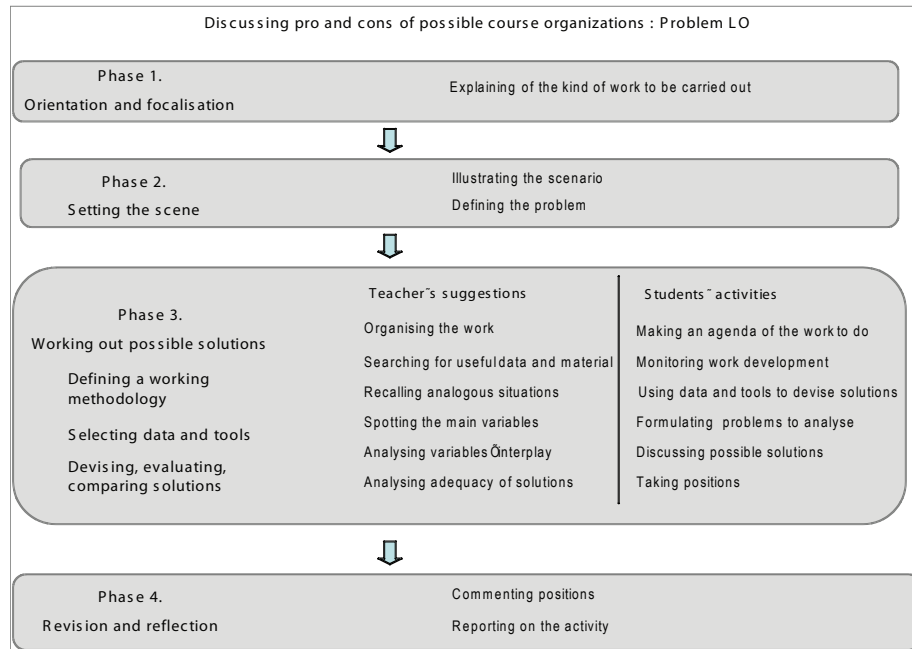 Discussing pro and cons of possible course organizations : Problem LO
Phase 1.
Orientation and focalisation
Explaining of the kind of work to be carried out
Phase 2.
Setting the scene
Illustrating the scenario
Defining the problem
Phase 3.
Working out possible solutions
Defining a working
methodology
Selecting data and tools
Devising, evaluating,
comparing solutions
Teacher¨s suggestions
Organising the work
Searching for useful data and material
Recalling analogous situations
Spotting the main variables
Analysing variables Õinterplay
Analysing adequacy of solutions
Students¨ activities
Making an agenda of the work to do
Monitoring work development
Using data and tools to devise solutions
Formulating problems to analyse
Discussing possible solutions
Taking positions
Phase 4.
Revision and reflection
Commenting positions
Reporting on the activity